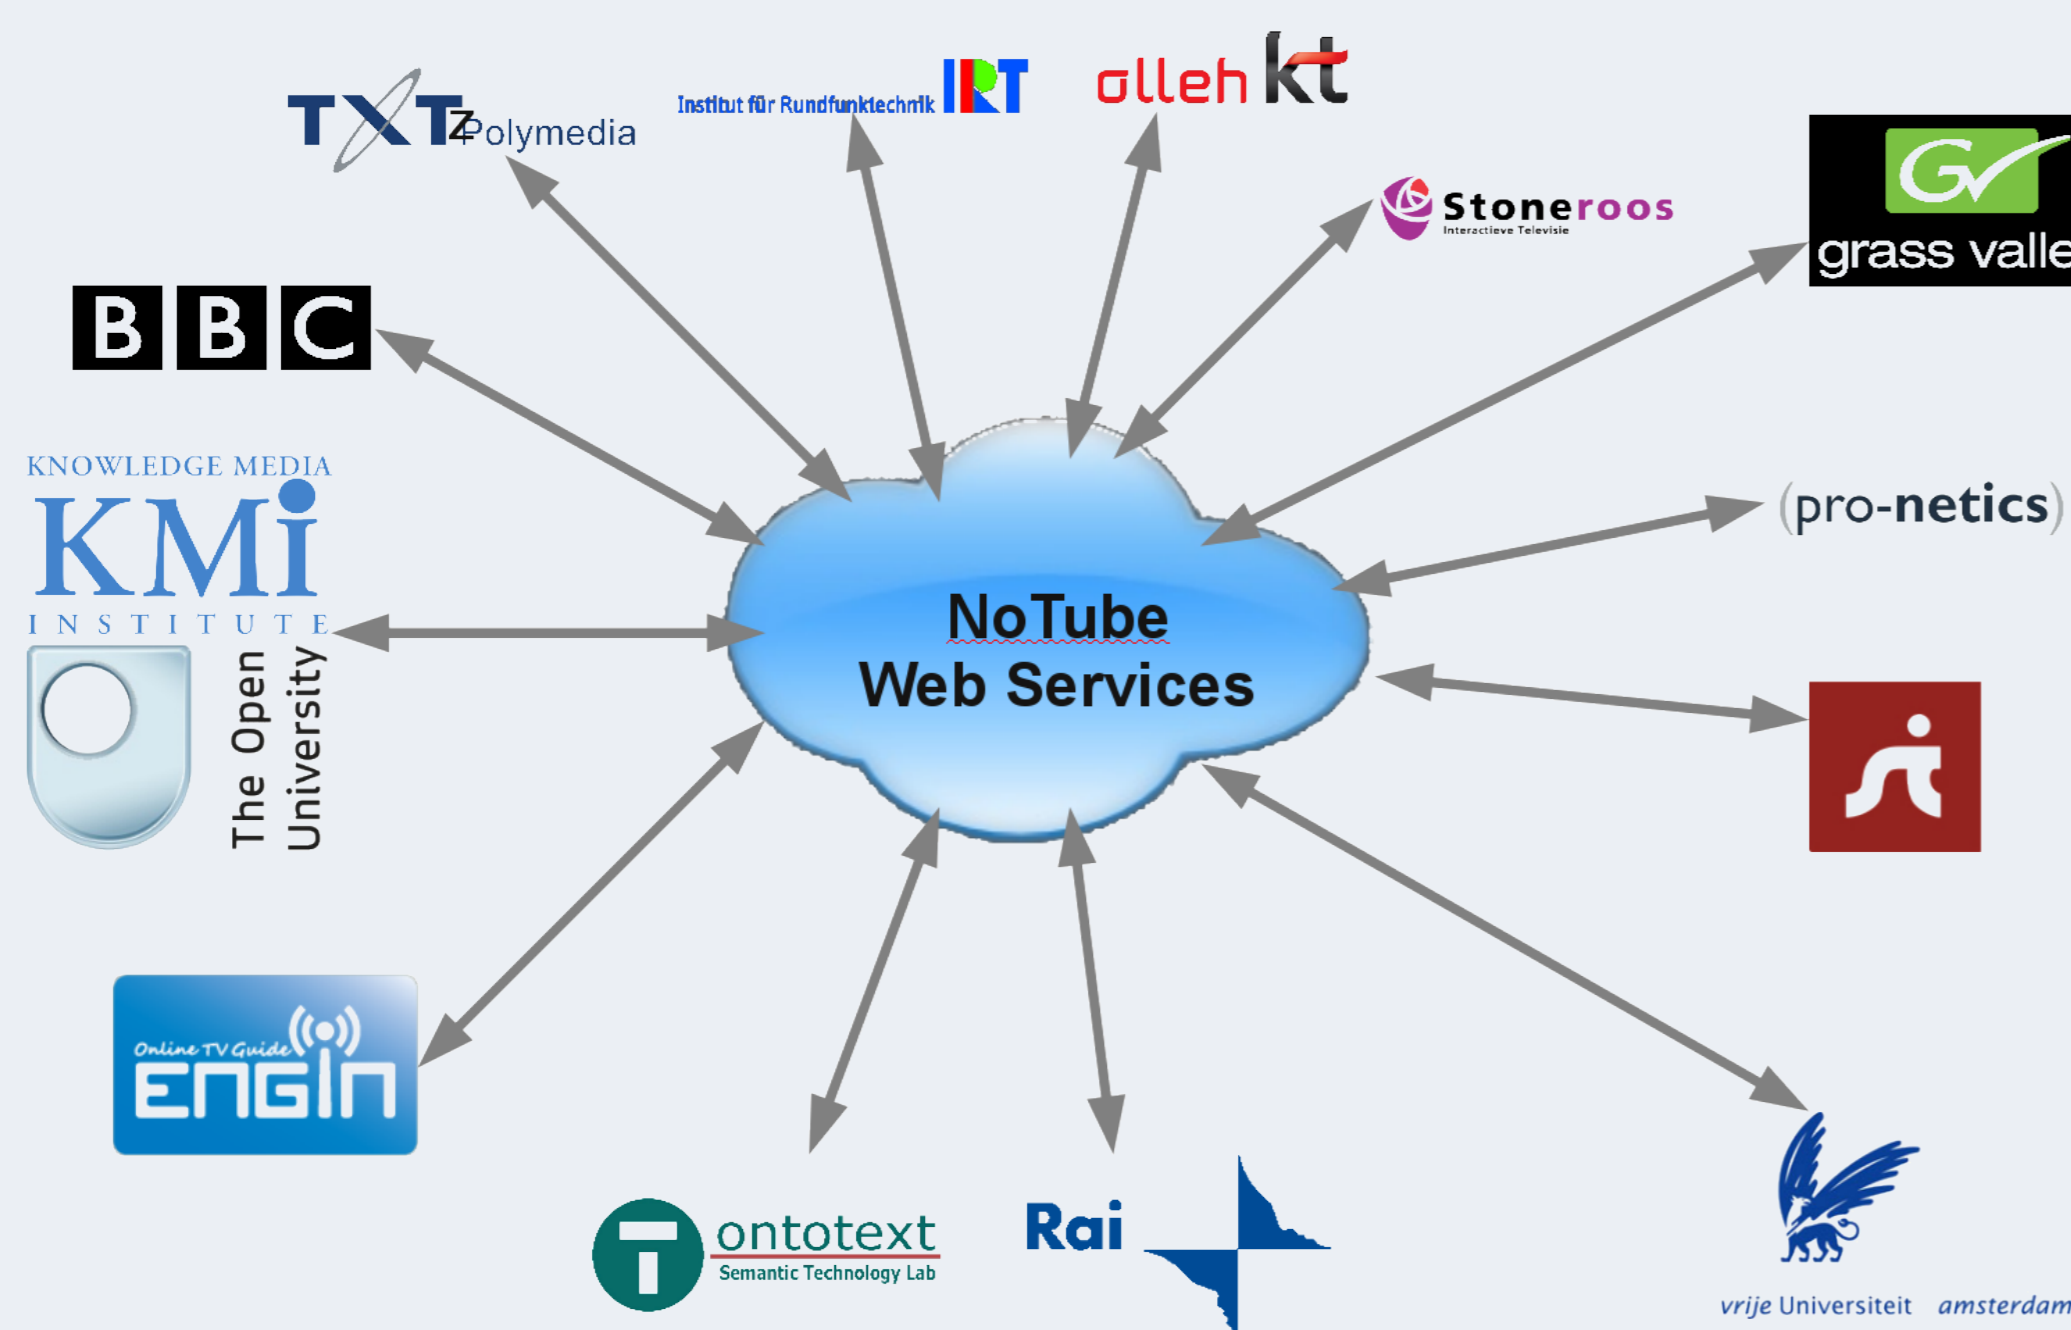 TXT
z
Polymedia
Institut für Rundfunktechnik IRT
olleh kt
Stoneroos
Interactieve Televisie
GV
grass valle
BBC
KNOWLEDGE MEDIA
KMi
INSTITUTE
The Open
University
NoTube
Web Services
(pro-netics)
Online TV Guide
ENGIN
ontotext
Semantic Technology Lab
Rai
vrije Universiteit amsterdam